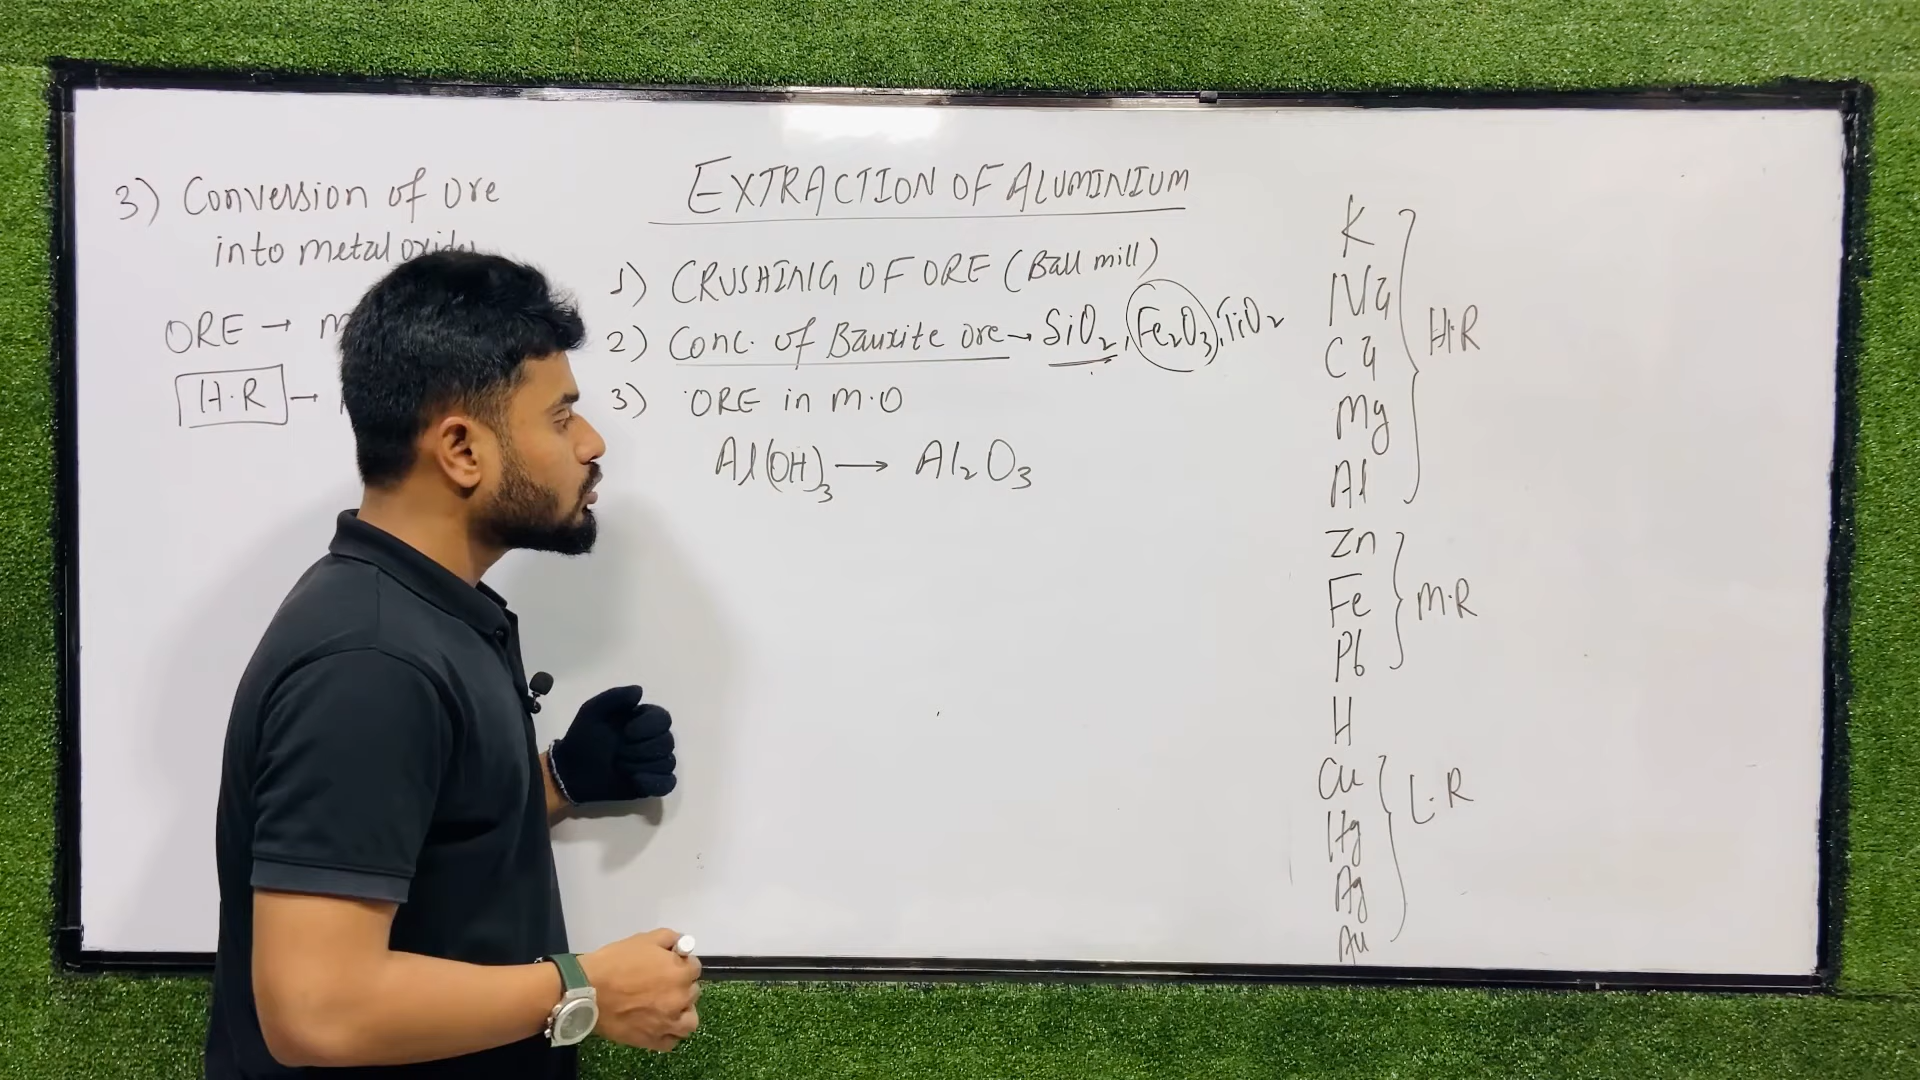 3) Conversion of ore
into metal oxide
ORE →
H.R →
EXTRACTION OF ALUMINIUM
1) CRUSHING OF ORE (Ball mill)
2) Conc. of Bauxite ore → SiO₂, Fe₂O₃, TiO₂
3) ORE in M.O
Al(OH)₃ → Al₂O₃
K
Na
Ca
Mg
Al
H.R
Zn
Fe
Pb
M.R
H
Cu
Hg
Ag
Au
L.R